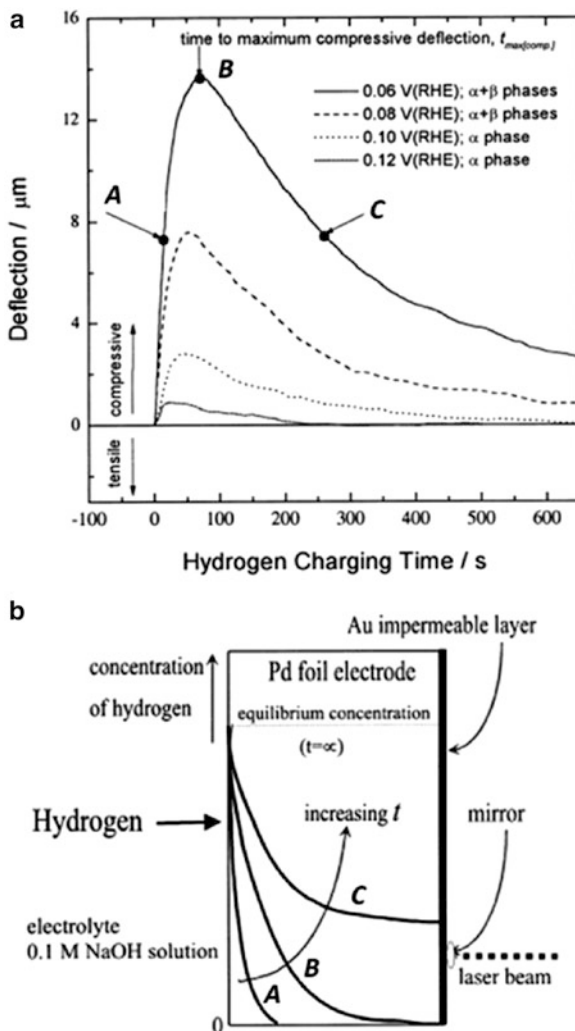 a
time to maximum compressive deflection, t_max[comp.]
B
0.06 V(RHE); α+β phases
0.08 V(RHE); α+β phases
0.10 V(RHE); α phase
0.12 V(RHE); α phase
A
C
16
12
8
4
0
Deflection / μm
compressive
tensile
-100 0 100 200 300 400 500 600
Hydrogen Charging Time / s
b
Au impermeable layer
concentration
of hydrogen
Pd foil electrode
equilibrium concentration
(t=∝)
Hydrogen
increasing t
mirror
C
electrolyte
0.1 M NaOH solution
B
A
laser beam
0